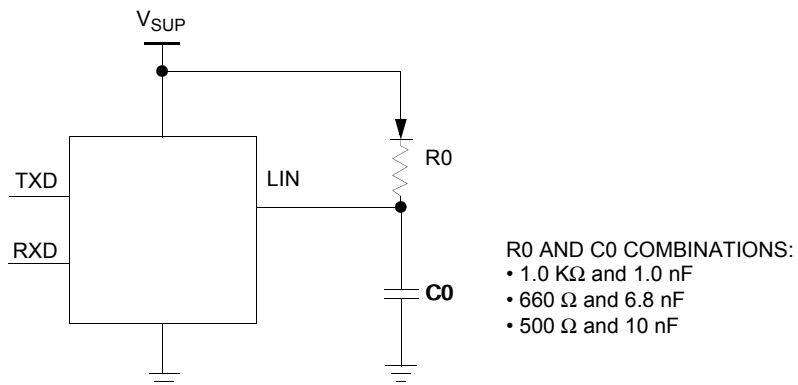 VSUP
R0
TXD
LIN
RXD
C0
R0 AND C0 COMBINATIONS:
• 1.0 KΩ and 1.0 nF
• 660 Ω and 6.8 nF
• 500 Ω and 10 nF